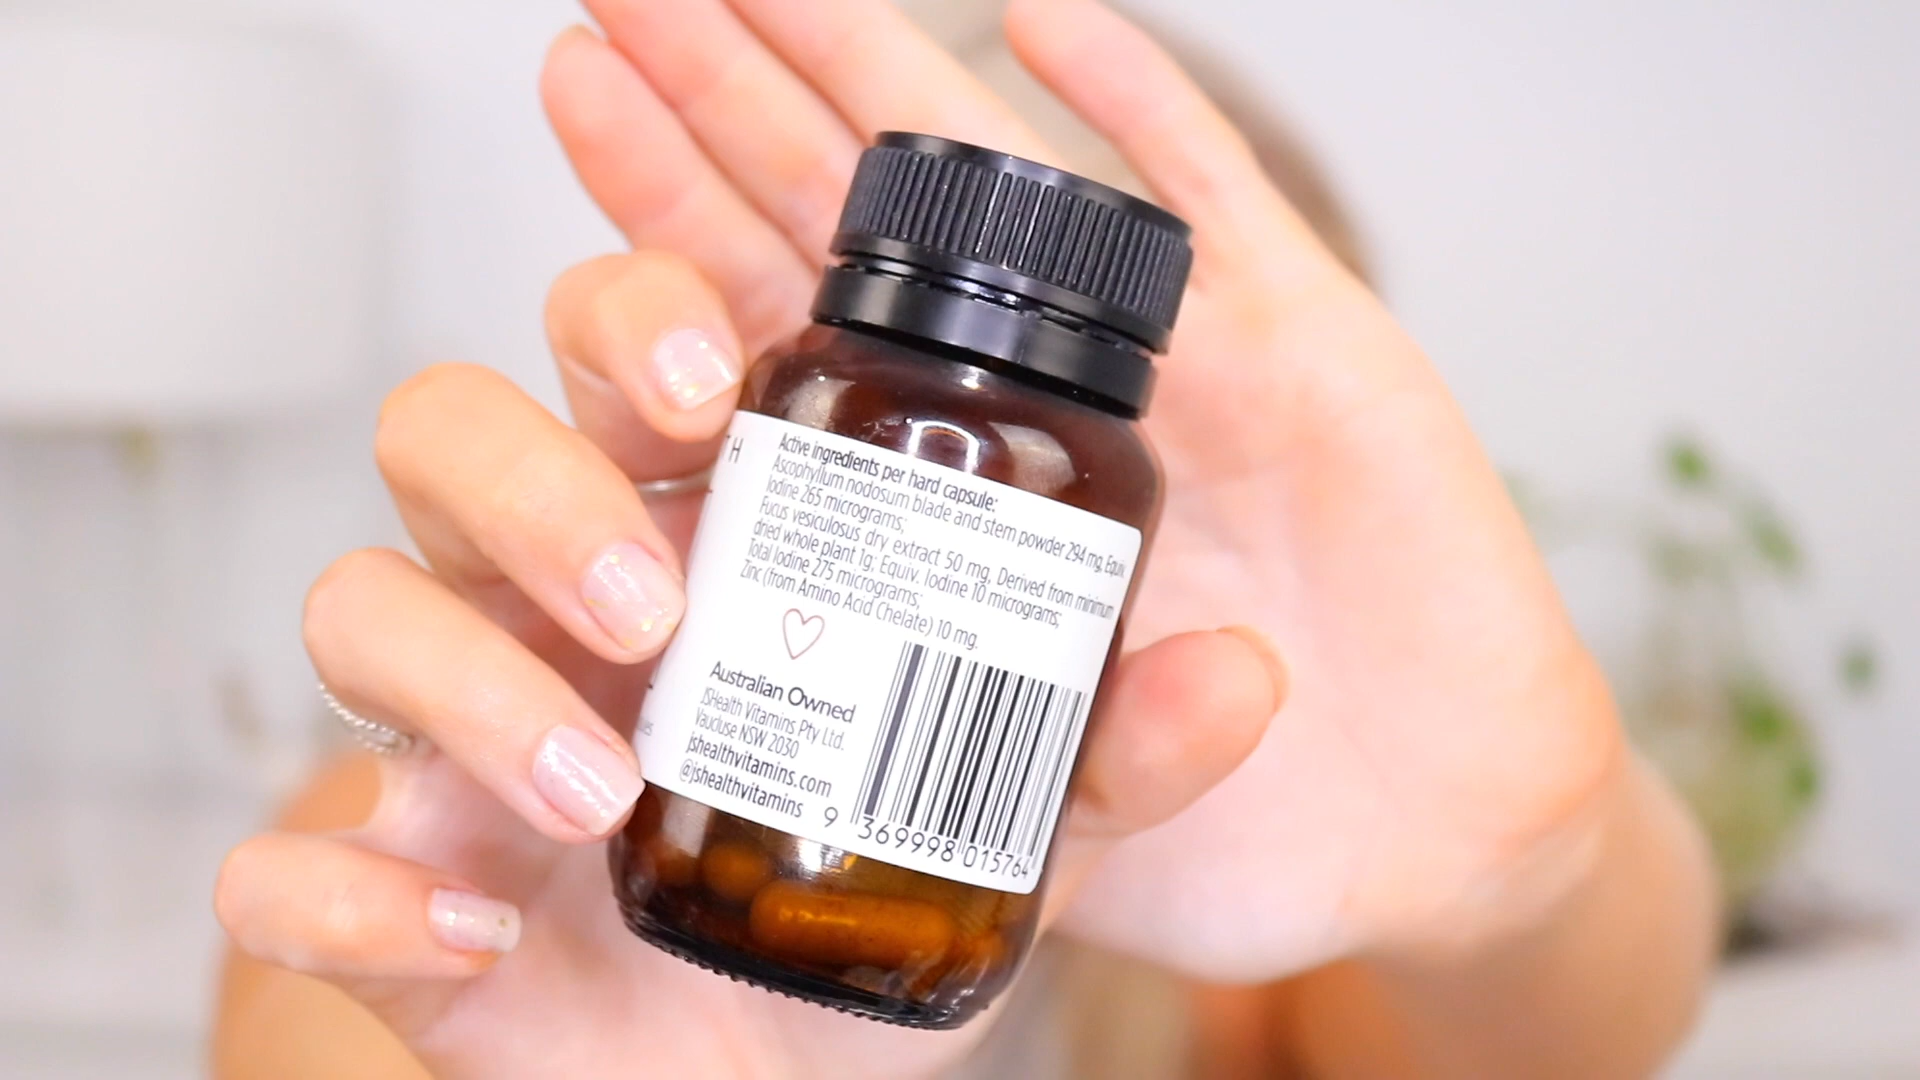 TH
Active ingredients per hard capsule:
Ascophyllum nodosum blade and stem powder 294 mg, Equiv.
Iodine 265 micrograms;
Fucus vesiculosus dry extract 50 mg, Derived from minimum
dried whole plant 1g; Equiv. Iodine 10 micrograms;
Total Iodine 275 micrograms;
Zinc (from Amino Acid Chelate) 10 mg.
Australian Owned
JSHealth Vitamins Pty Ltd.
Vaucluse NSW 2030
jshealthvitamins.com
@jshealthvitamins
9 369998 015764